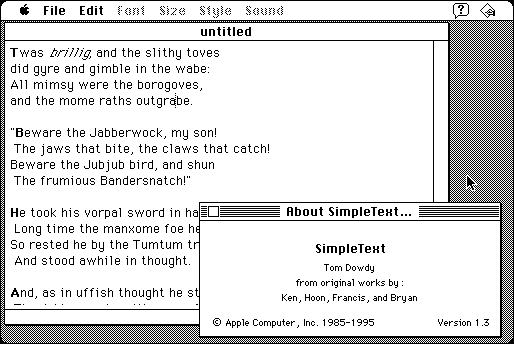 File Edit Font Size Style Sound
untitled
Twas brillig, and the slithy toves
did gyre and gimble in the wabe:
All mimsy were the borogoves,
and the mome raths outgrabe.
"Beware the Jabberwock, my son!
The jaws that bite, the claws that catch!
Beware the Jubjub bird, and shun
The frumious Bandersnatch!"
He took his vorpal sword in ha
Long time the manxome foe he
So rested he by the Tumtum tr
And stood awhile in thought.
And, as in uffish thought he st
About SimpleText...
SimpleText
Tom Dowdy
from original works by:
Ken, Hoon, Francis, and Bryan
© Apple Computer, Inc. 1985-1995 Version 1.3